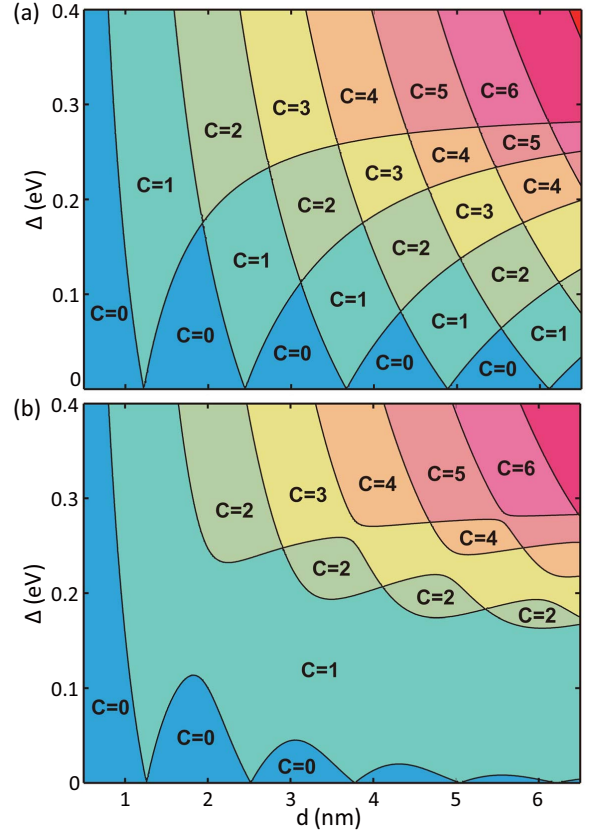 (a)
0.4
C=6
C=5
C=4
C=3
C=2
0.3
C=5
C=4
C=3
C=4
C=1
C=2
0.2
C=3
Δ (eV)
C=2
C=1
C=2
0.1
C=1
C=0
C=1
C=1
C=0
C=0
C=0
C=0
0
(b)
0.4
C=6
C=5
C=4
C=3
0.3
C=2
C=4
C=2
C=2
0.2
C=2
Δ (eV)
C=1
0.1
C=0
C=0
C=0
0
1 2 3 4 5 6
d (nm)